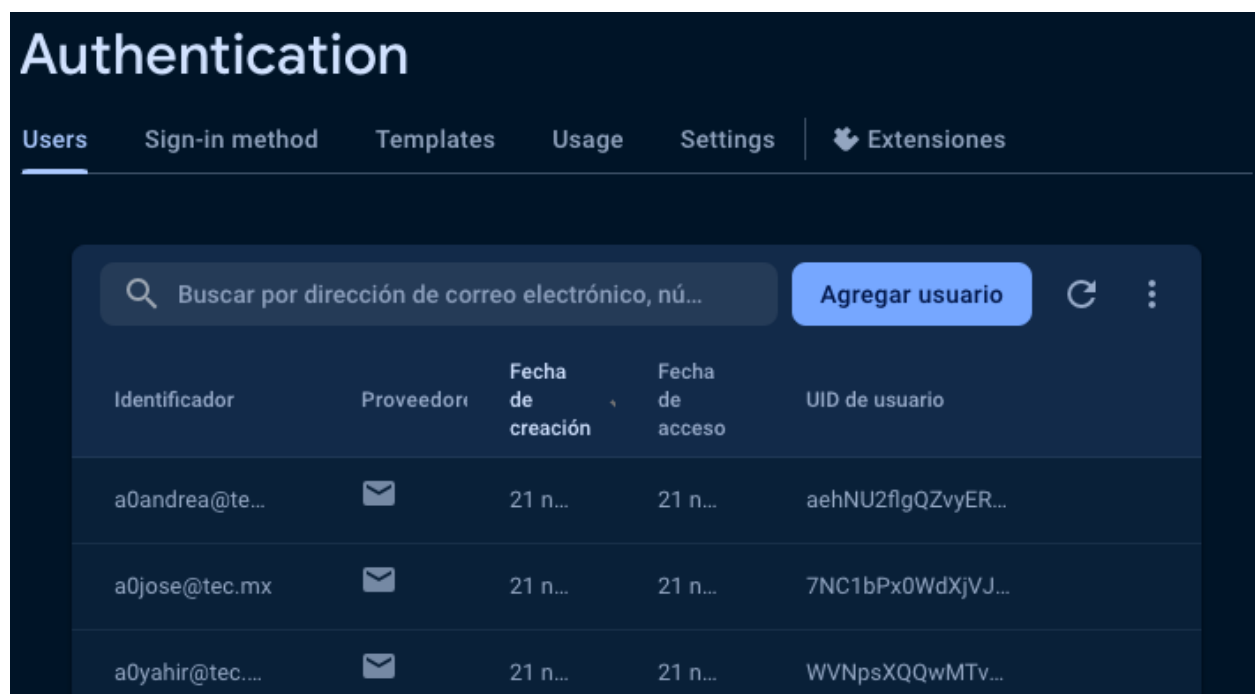 Authentication
Users Sign-in method Templates Usage Settings Extensiones
Buscar por dirección de correo electrónico, nú... Agregar usuario
Identificador Proveedore Fecha de creación Fecha de acceso UID de usuario
a0andrea@te... 21 n... 21 n... aehNU2flgQZvyER...
a0jose@tec.mx 21 n... 21 n... 7NC1bPx0WdXjVJ...
a0yahir@tec.... 21 n... 21 n... WVNpsXQQwMTv...